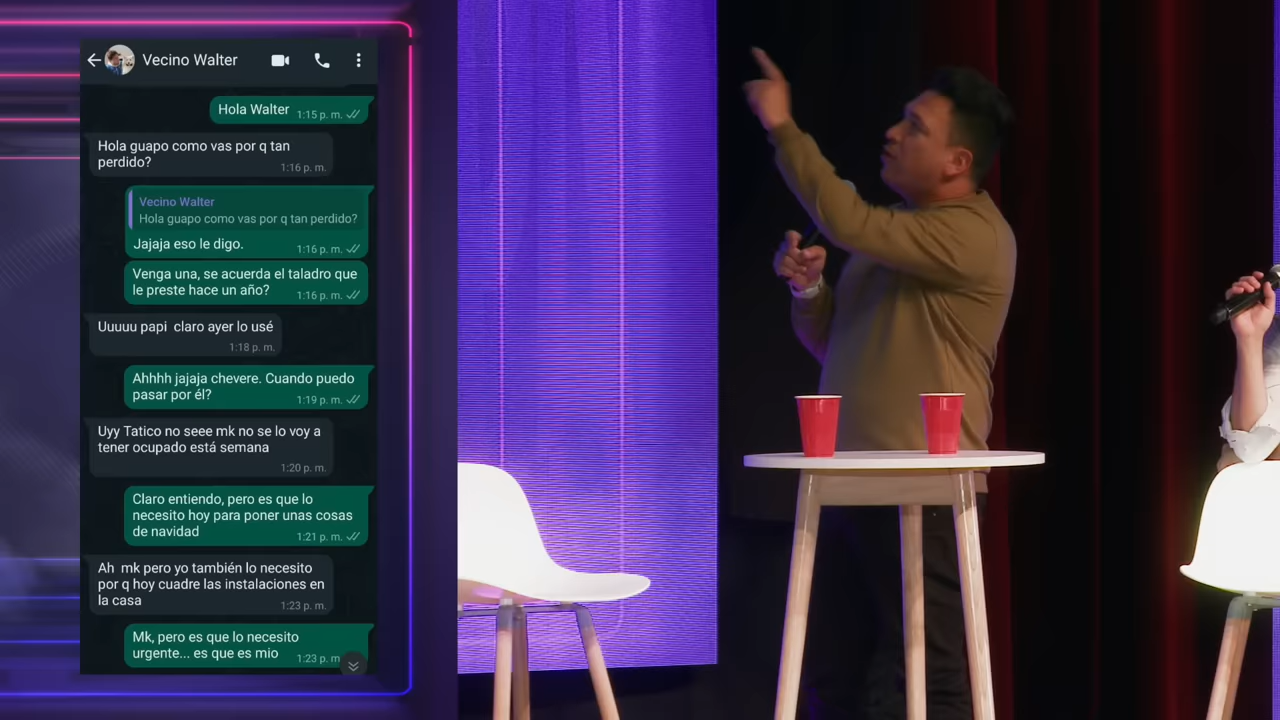 Vecino Walter
Hola Walter
1:15 p. m.
Hola guapo como vas por q tan
perdido?
1:16 p. m.
Vecino Walter
Hola guapo como vas por q tan perdido?
Jajaja eso le digo.
1:16 p. m.
Venga una, se acuerda el taladro que
le preste hace un año?
1:16 p. m.
Uuuuu papi claro ayer lo usé
1:18 p. m.
Ahhhh jajaja chevere. Cuando puedo
pasar por él?
1:19 p. m.
Uyy Tatico no seee mk no se lo voy a
tener ocupado está semana
1:20 p. m.
Claro entiendo, pero es que lo
necesito hoy para poner unas cosas
de navidad
1:21 p. m.
Ah mk pero yo también lo necesito
por q hoy cuadre las instalaciones en
la casa
1:23 p. m.
Mk, pero es que lo necesito
urgente... es que es mio
1:23 p. m